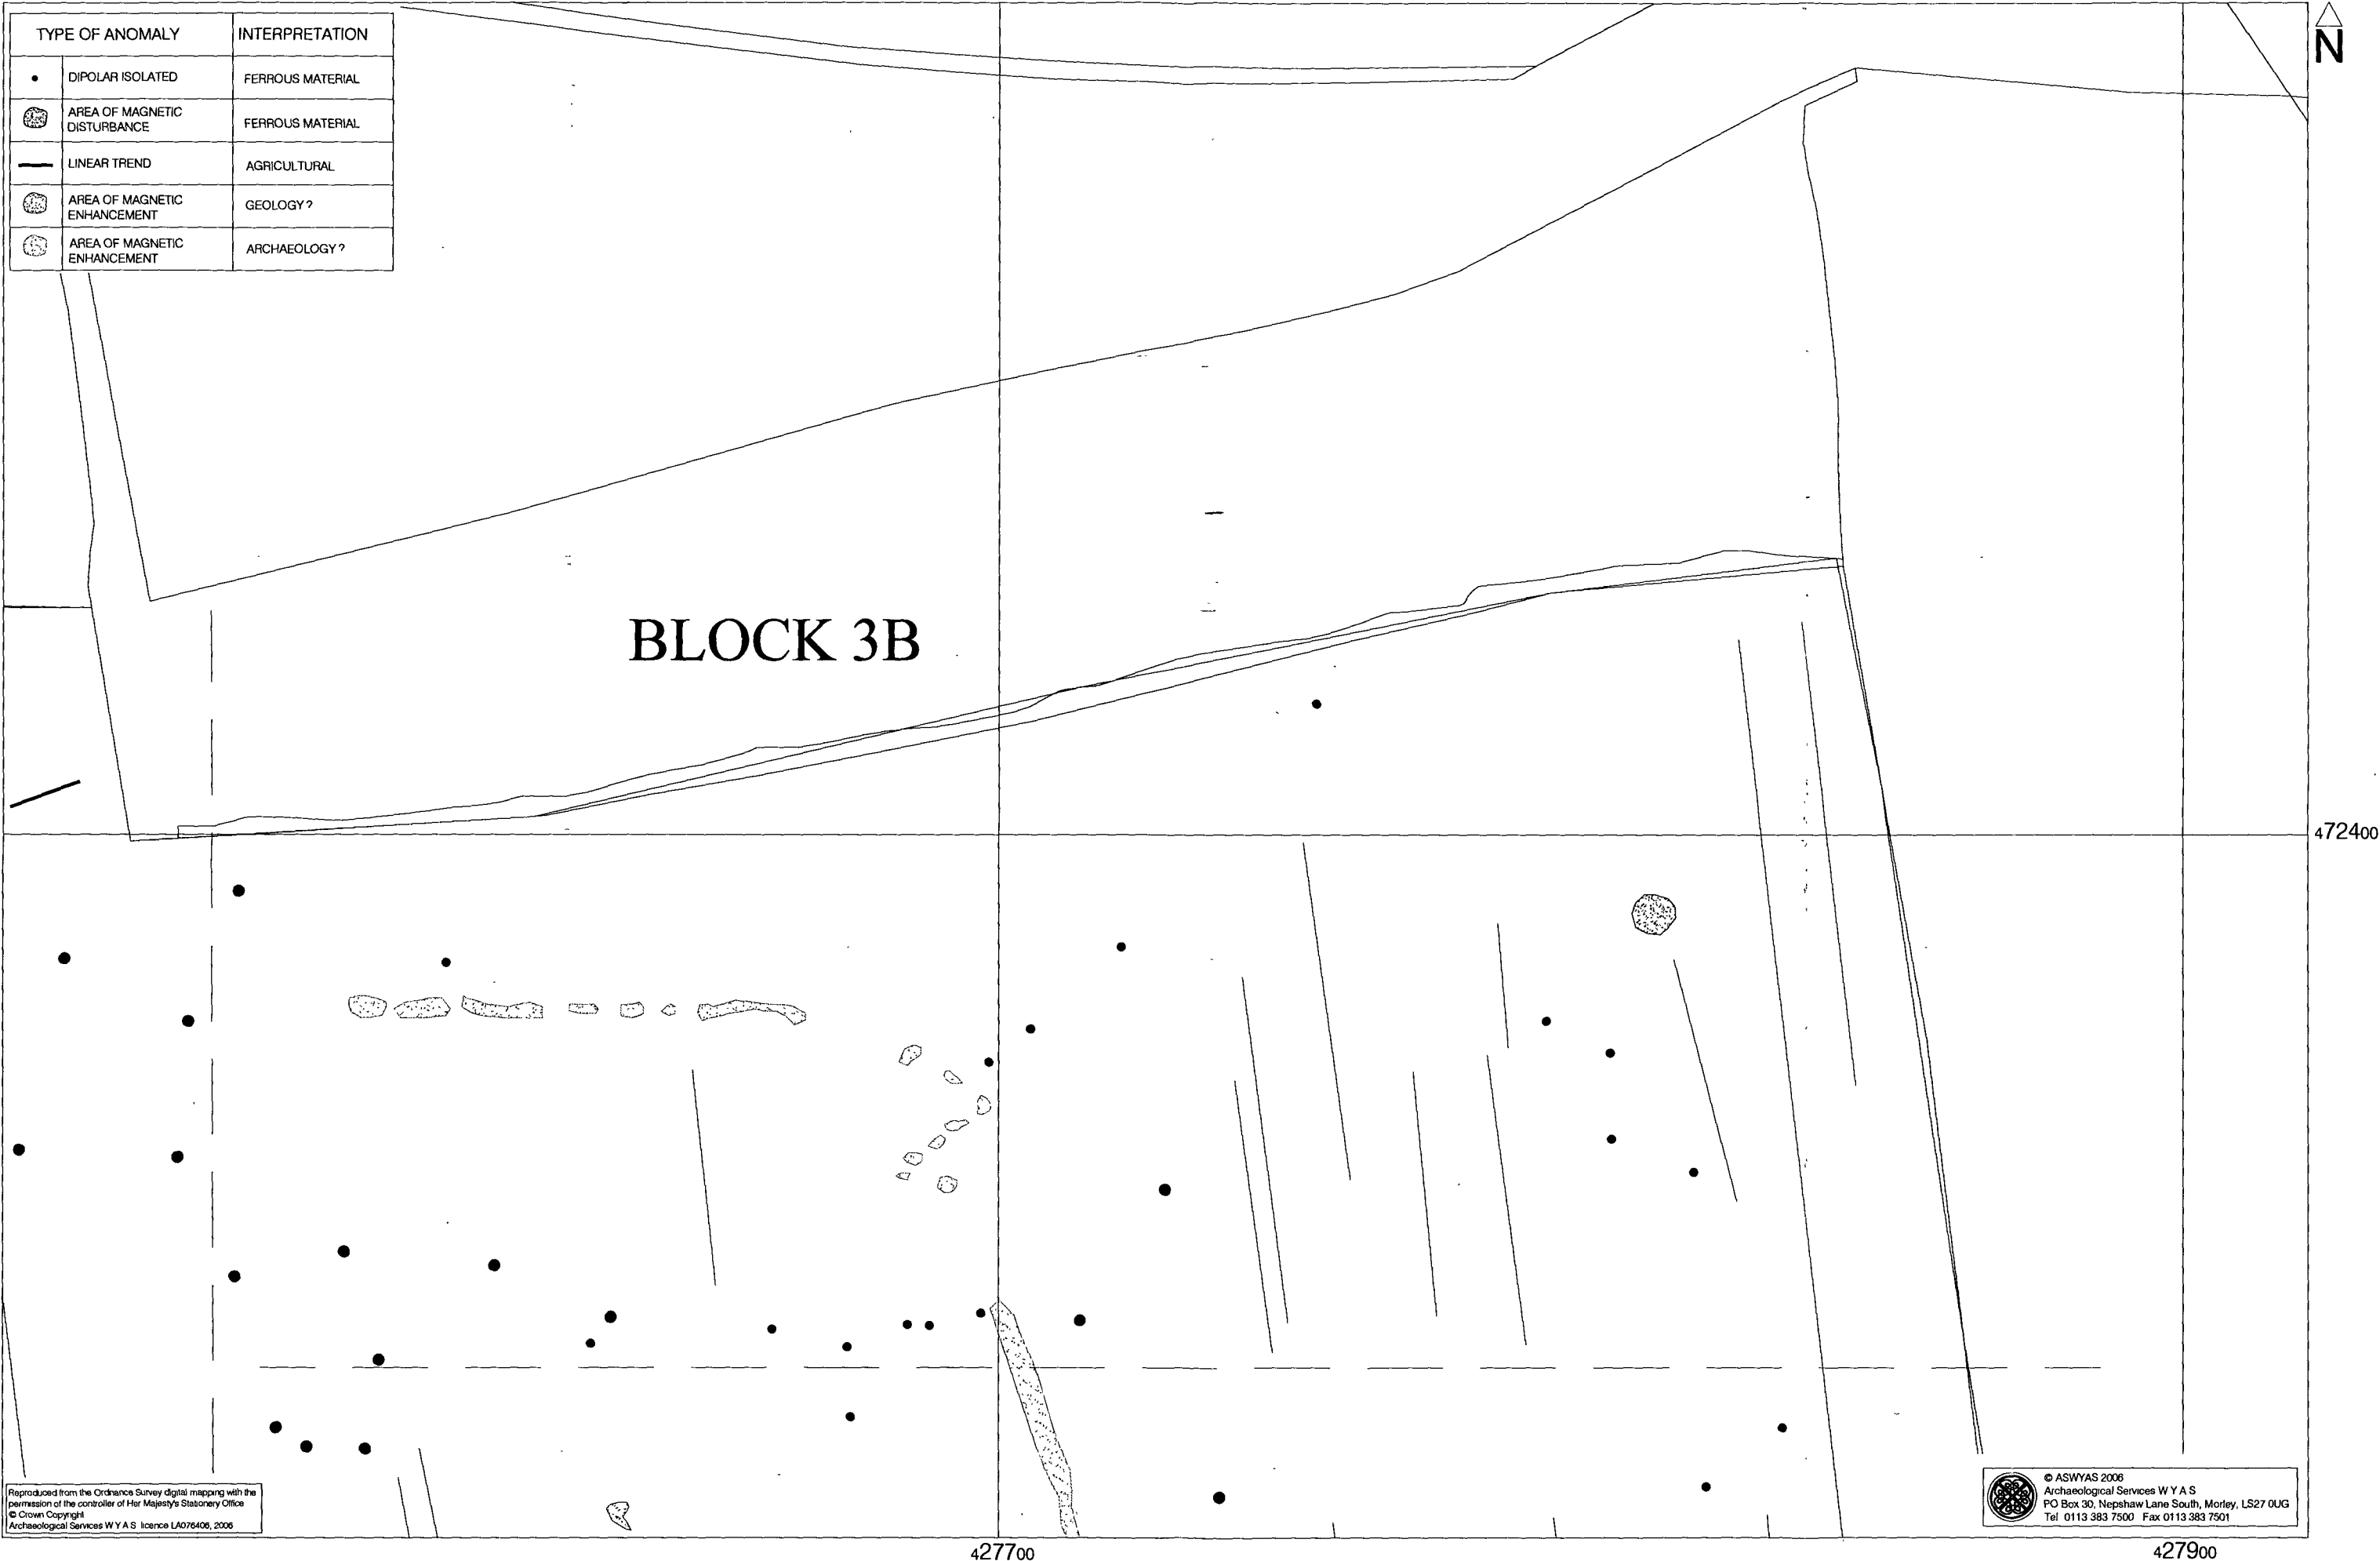 TYPE OF ANOMALY INTERPRETATION
DIPOLAR ISOLATED FERROUS MATERIAL
AREA OF MAGNETIC
DISTURBANCE FERROUS MATERIAL
LINEAR TREND AGRICULTURAL
AREA OF MAGNETIC
ENHANCEMENT GEOLOGY?
AREA OF MAGNETIC
ENHANCEMENT ARCHAEOLOGY?
N
BLOCK 3B
472400
Reproduced from the Ordnance Survey digital mapping with the
permission of the controller of Her Majesty's Stationery Office
© Crown Copyright
Archaeological Services W Y A S licence LA076406, 2006
© ASWYAS 2006
Archaeological Services W Y A S
PO Box 30, Nepshaw Lane South, Morley, LS27 0UG
Tel 0113 383 7500 Fax 0113 383 7501
427700
427900